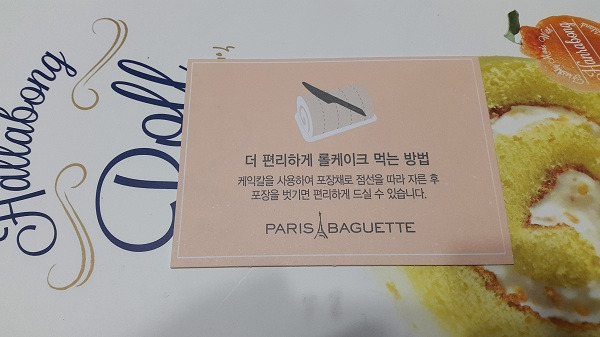 Hallabong
Roll
더 편리하게 롤케이크 먹는 방법
케익칼을 사용하여 포장채로 점선을 따라 자른 후
포장을 벗기면 편리하게 드실 수 있습니다.
PARIS BAGUETTE